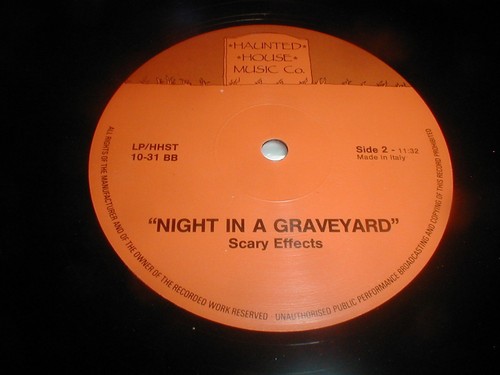 HAUNTED
• HOUSE •
MUSIC Co.
LP/HHST
10-31 BB
Side 2 - 11:32
Made in Italy
"NIGHT IN A GRAVEYARD"
Scary Effects
ALL RIGHTS OF THE MANUFACTURER AND OF THE OWNER OF THE RECORDED WORK RESERVED UNAUTHORISED PUBLIC PERFORMANCE BROADCASTING AND COPYING OF THIS RECORD PROHIBITED